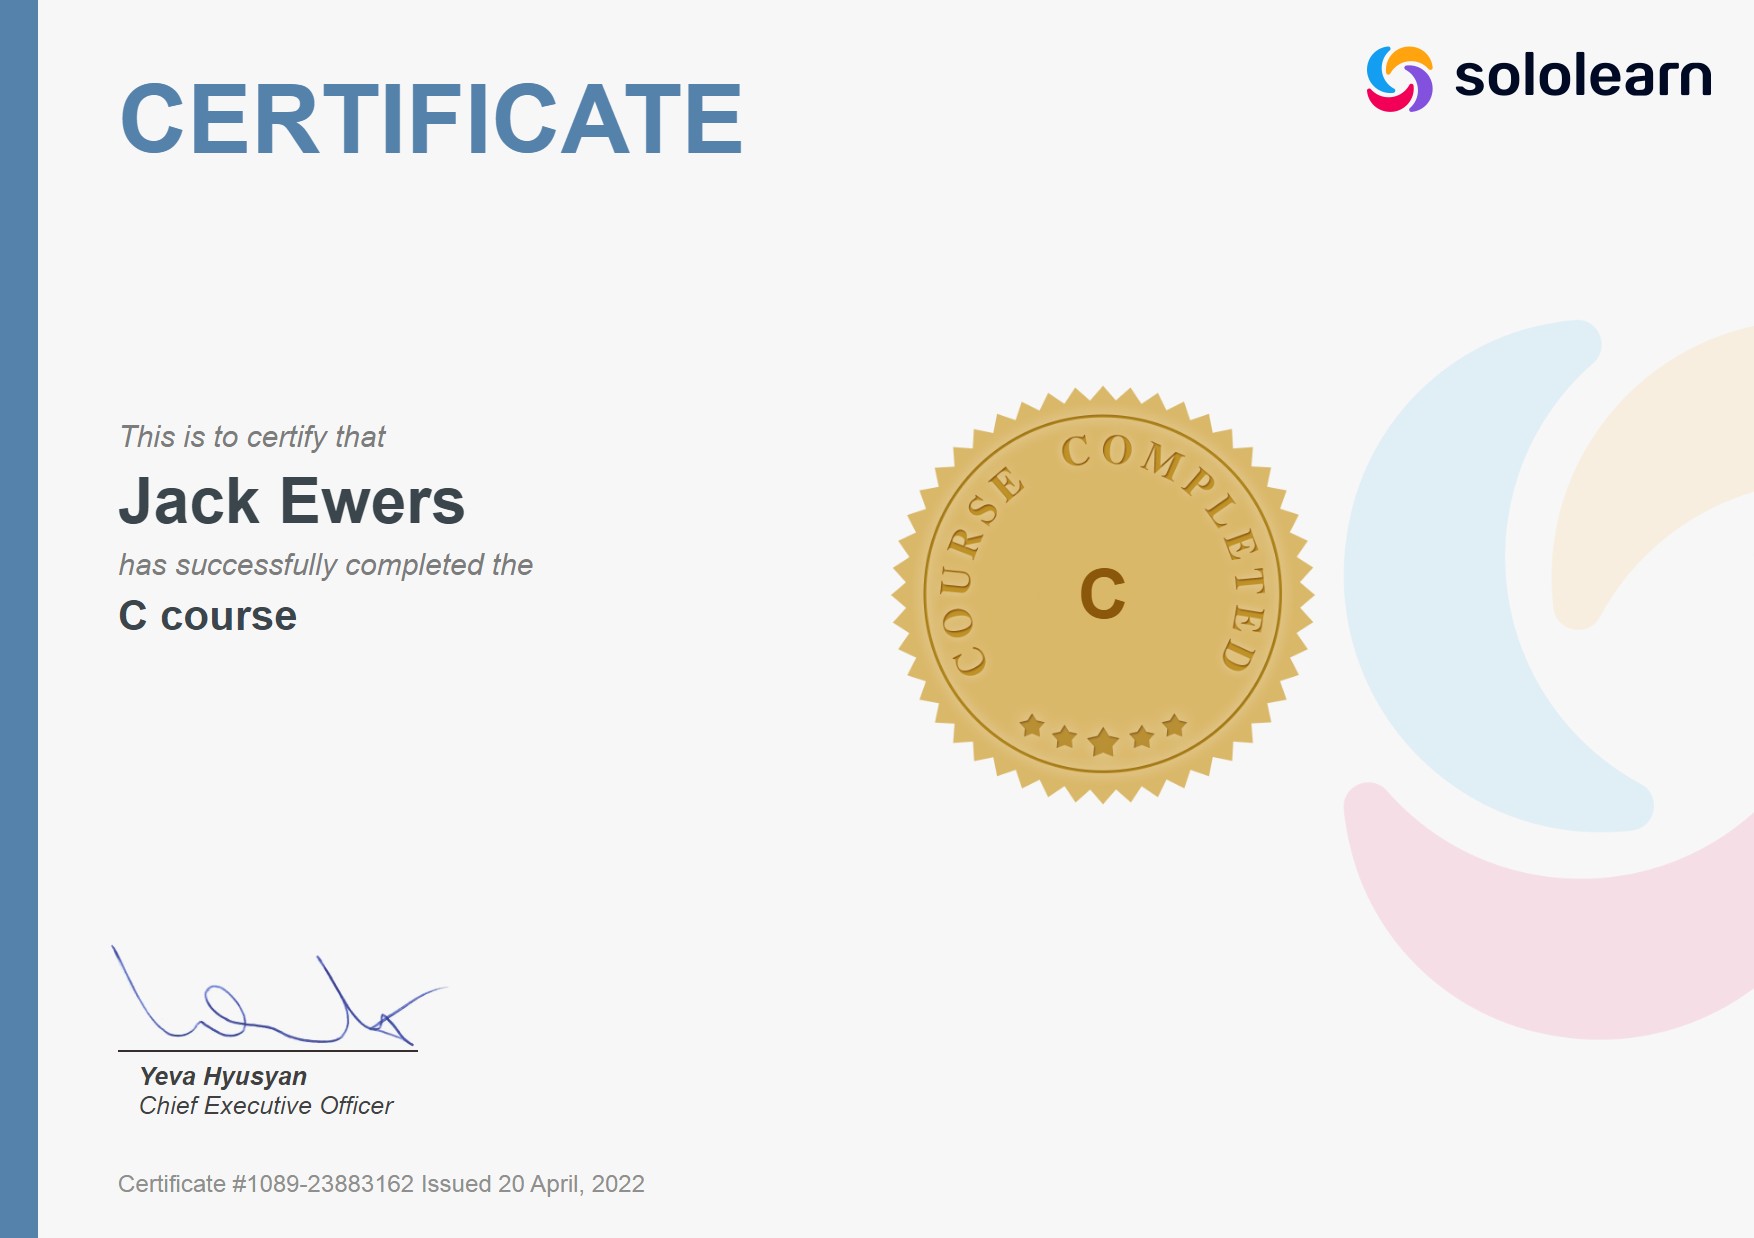 CERTIFICATE
sololearn
This is to certify that
Jack Ewers
has successfully completed the
C course
COURSE COMPLETED
C
Yeva Hyusyan
Chief Executive Officer
Certificate #1089-23883162 Issued 20 April, 2022